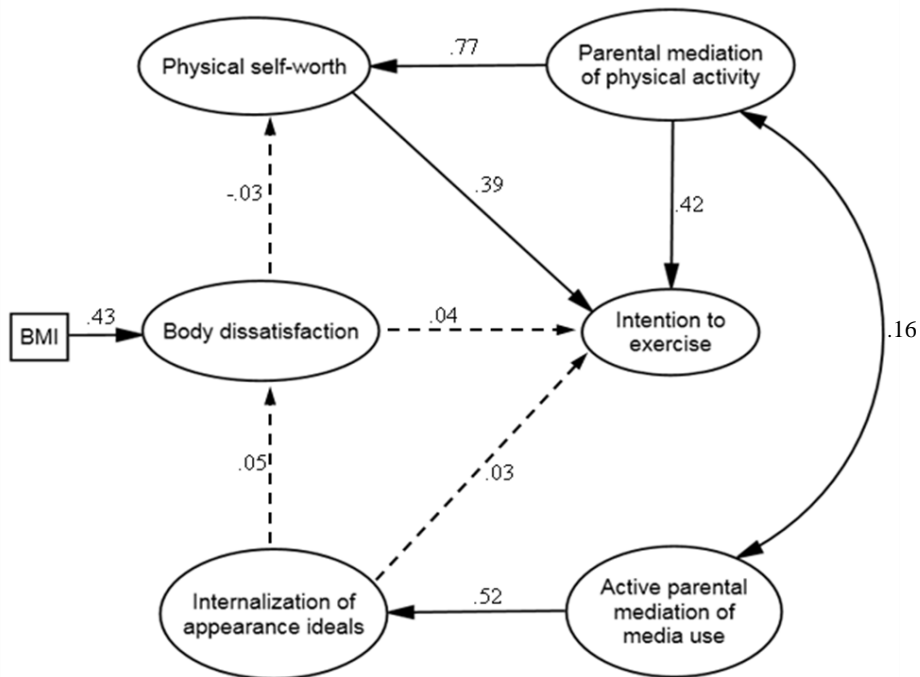 .77
Physical self-worth
Parental mediation
of physical activity
-.03
.39
.42
BMI
.43
Body dissatisfaction
.04
Intention to
exercise
.16
.05
.03
Internalization of
appearance ideals
.52
Active parental
mediation of
media use